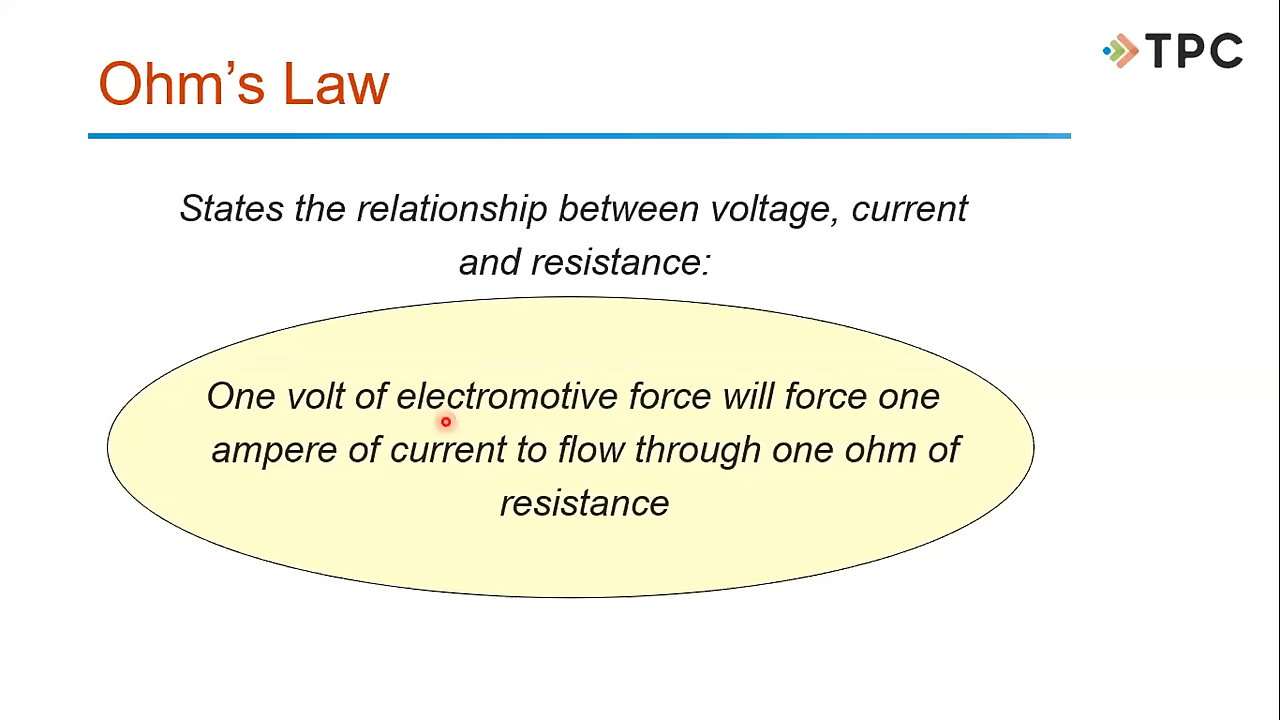 TPC
Ohm’s Law
States the relationship between voltage, current
and resistance:
One volt of electromotive force will force one
ampere of current to flow through one ohm of
resistance